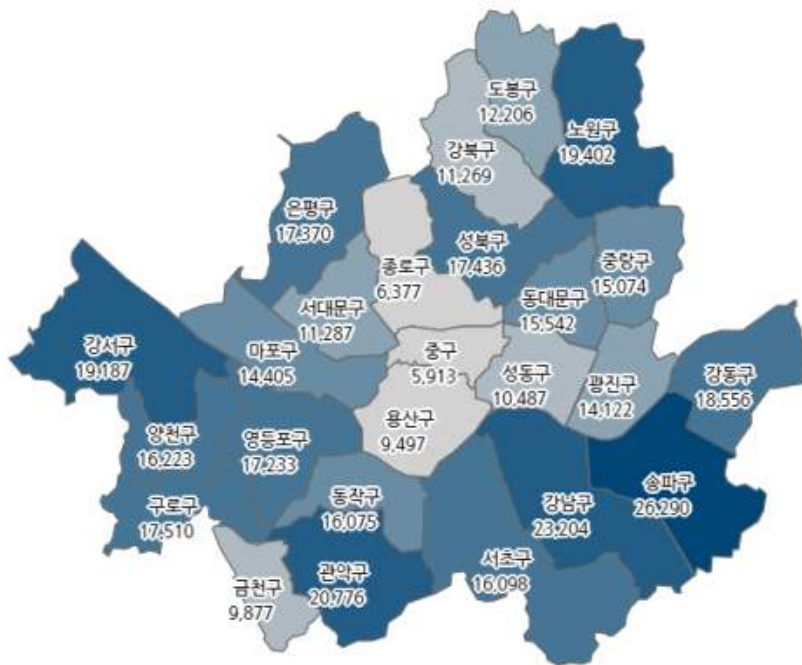 도봉구
12,206
노원구
19,402
강북구
11,269
은평구
17,370
성북구
17,436
종로구
6,377
중랑구
15,074
동대문구
15,542
서대문구
11,287
강서구
19,187
마포구
14,405
중구
5,913
성동구
10,487
광진구
14,122
강동구
18,556
양천구
16,223
영등포구
17,233
용산구
9,497
구로구
17,510
동작구
16,075
강남구
23,204
송파구
26,290
서초구
16,098
관악구
20,776
금천구
9,877